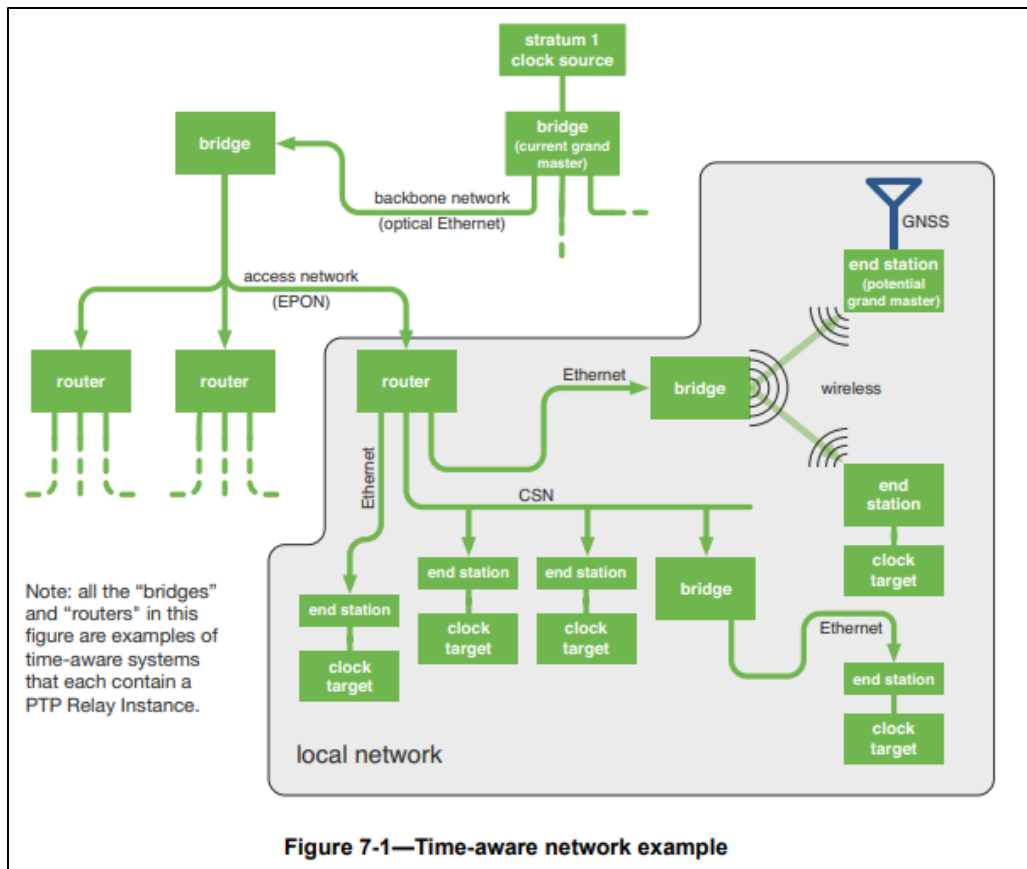 stratum 1
clock source
bridge
(current grand
master)
bridge
backbone network
(optical Ethernet)
GNSS
end station
(potential
grand master)
access network
(EPON)
router
router
router
Ethernet
bridge
wireless
Ethernet
CSN
end
station
clock
target
end station
clock
target
end station
clock
target
bridge
end station
clock
target
Ethernet
end station
clock
target
Note: all the “bridges”
and “routers" in this
figure are examples of
time-aware systems
that each contain a
PTP Relay Instance.
local network
Figure 7-1—Time-aware network example